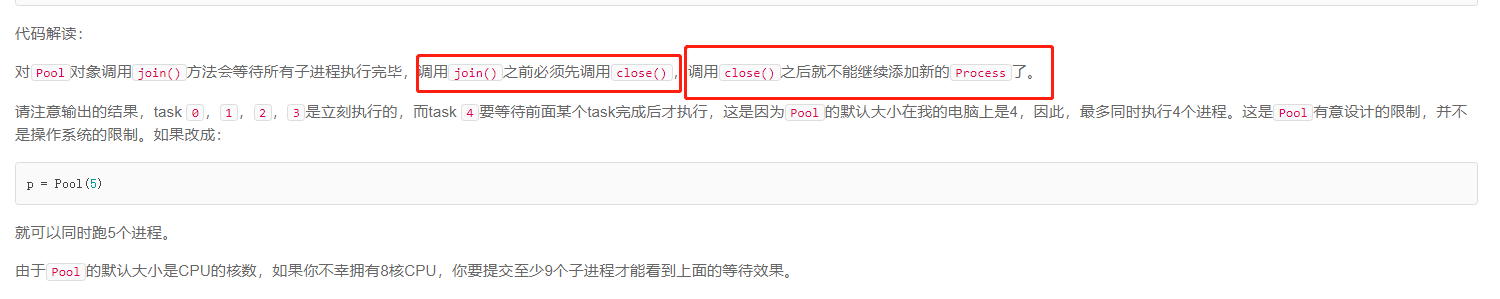 代码解读：
对Pool对象调用join()方法会等待所有子进程执行完毕，调用join()之前必须先调用close()，调用close()之后就不能继续添加新的Process了。
请注意输出的结果，task 0，1，2，3是立刻执行的，而task 4要等待前面某个task完成后才执行，这是因为Pool的默认大小在我的电脑上是4，因此，最多同时执行4个进程。这是Pool有意设计的限制，并不
是操作系统的限制。如果改成：
p = Pool(5)
就可以同时跑5个进程。
由于Pool的默认大小是CPU的核数，如果你不幸拥有8核CPU，你要提交至少9个子进程才能看到上面的等待效果。